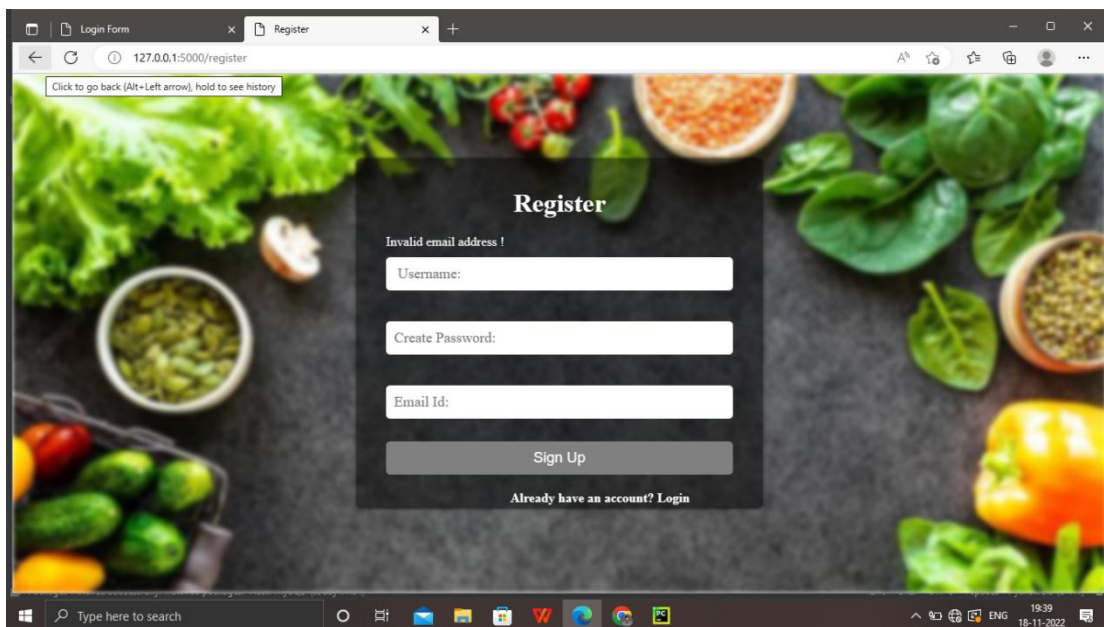 Login Form
Register
127.0.0.1:5000/register
Click to go back (Alt+Left arrow), hold to see history
Register
Invalid email address !
Username:
Create Password:
Email Id:
Sign Up
Already have an account? Login
Type here to search
ENG
19:39
18-11-2022